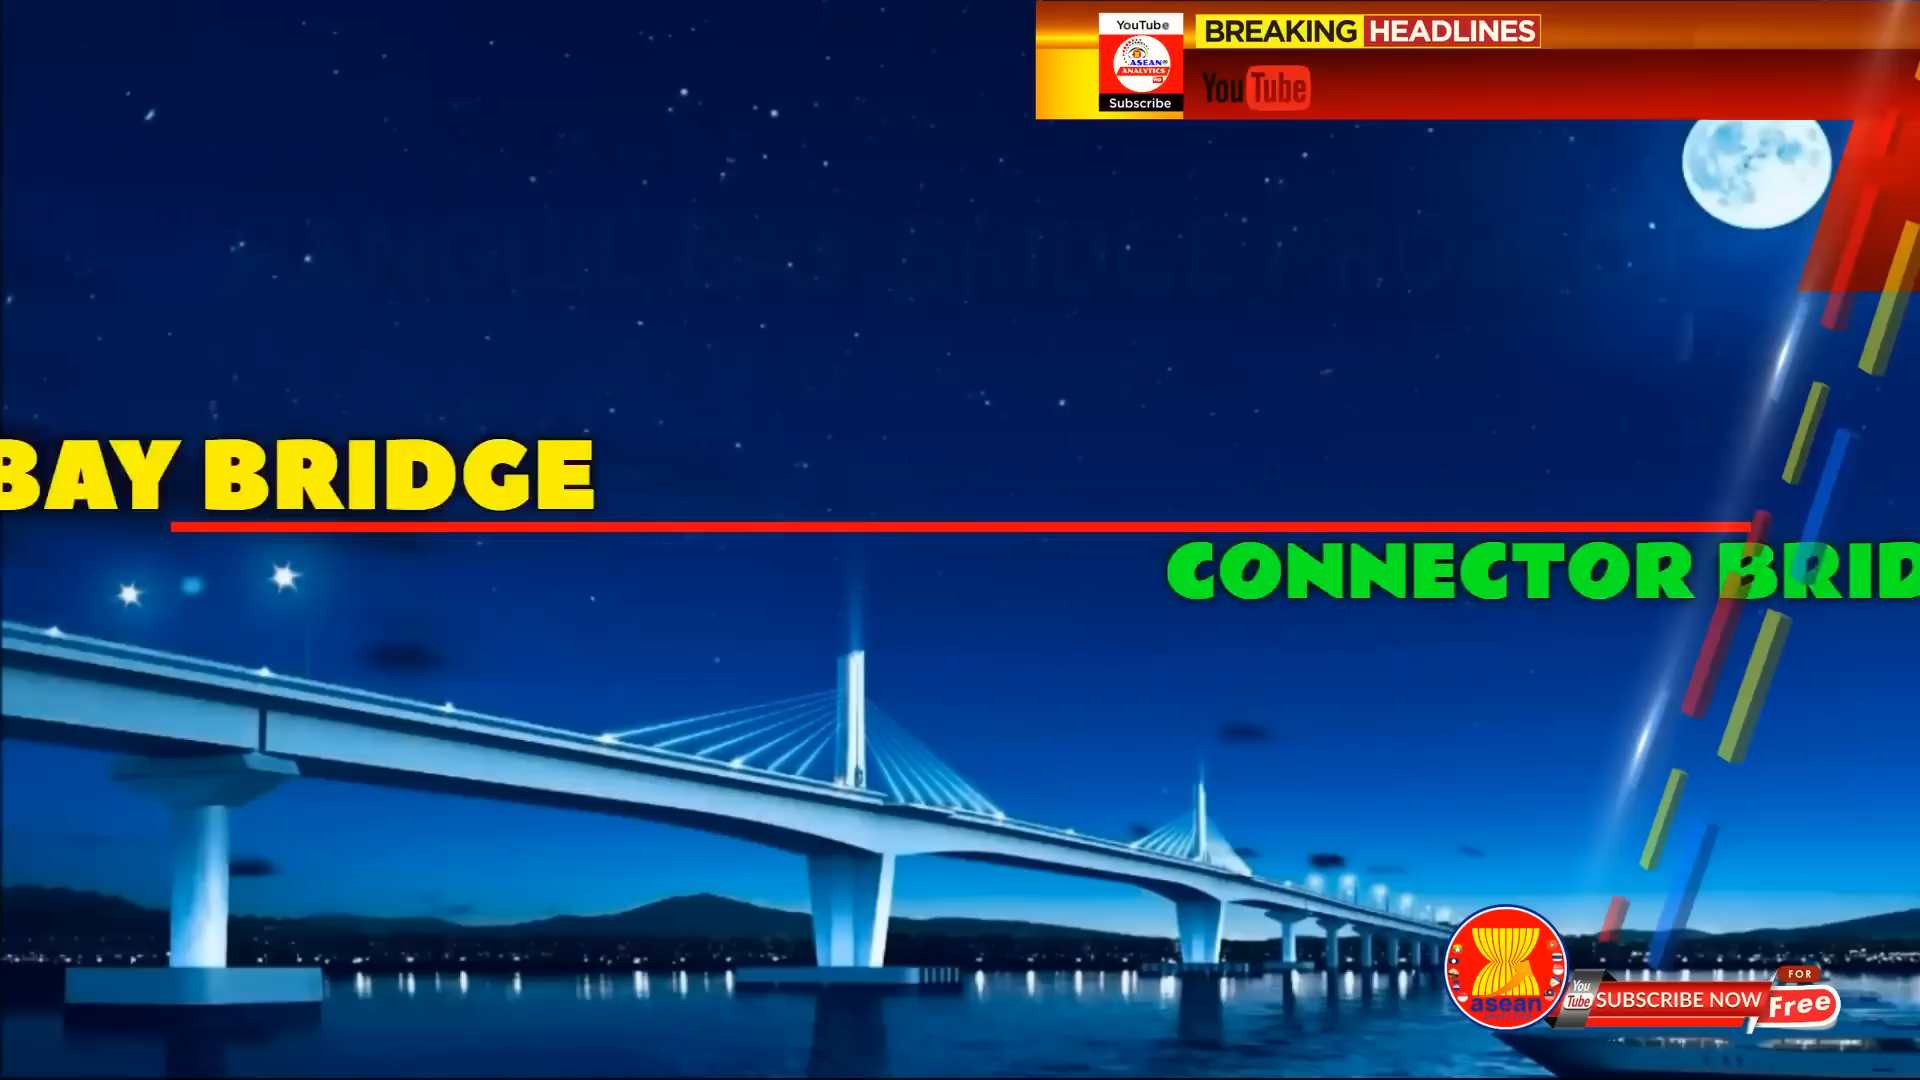 YouTube
BREAKING HEADLINES
ASEAN
ANALYTICS
YouTube
Subscribe
BAY BRIDGE
CONNECTOR BRID
asean
You
Tube
SUBSCRIBE NOW
FOR
Free